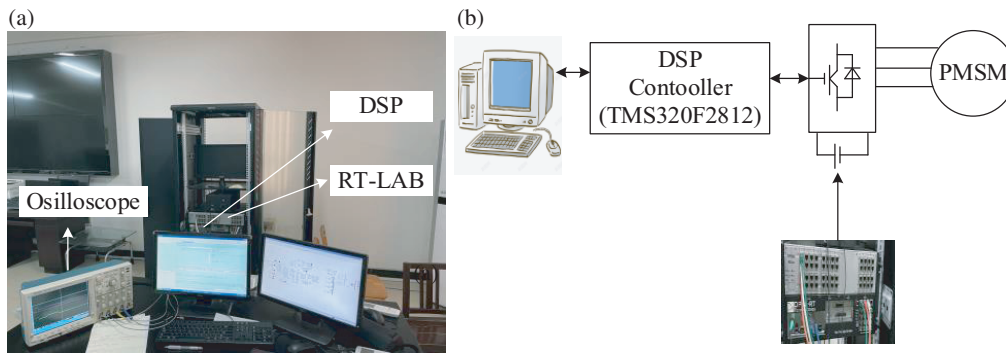 (a)
DSP
RT-LAB
Osilloscope
(b)
DSP
Contooller
(TMS320F2812)
PMSM